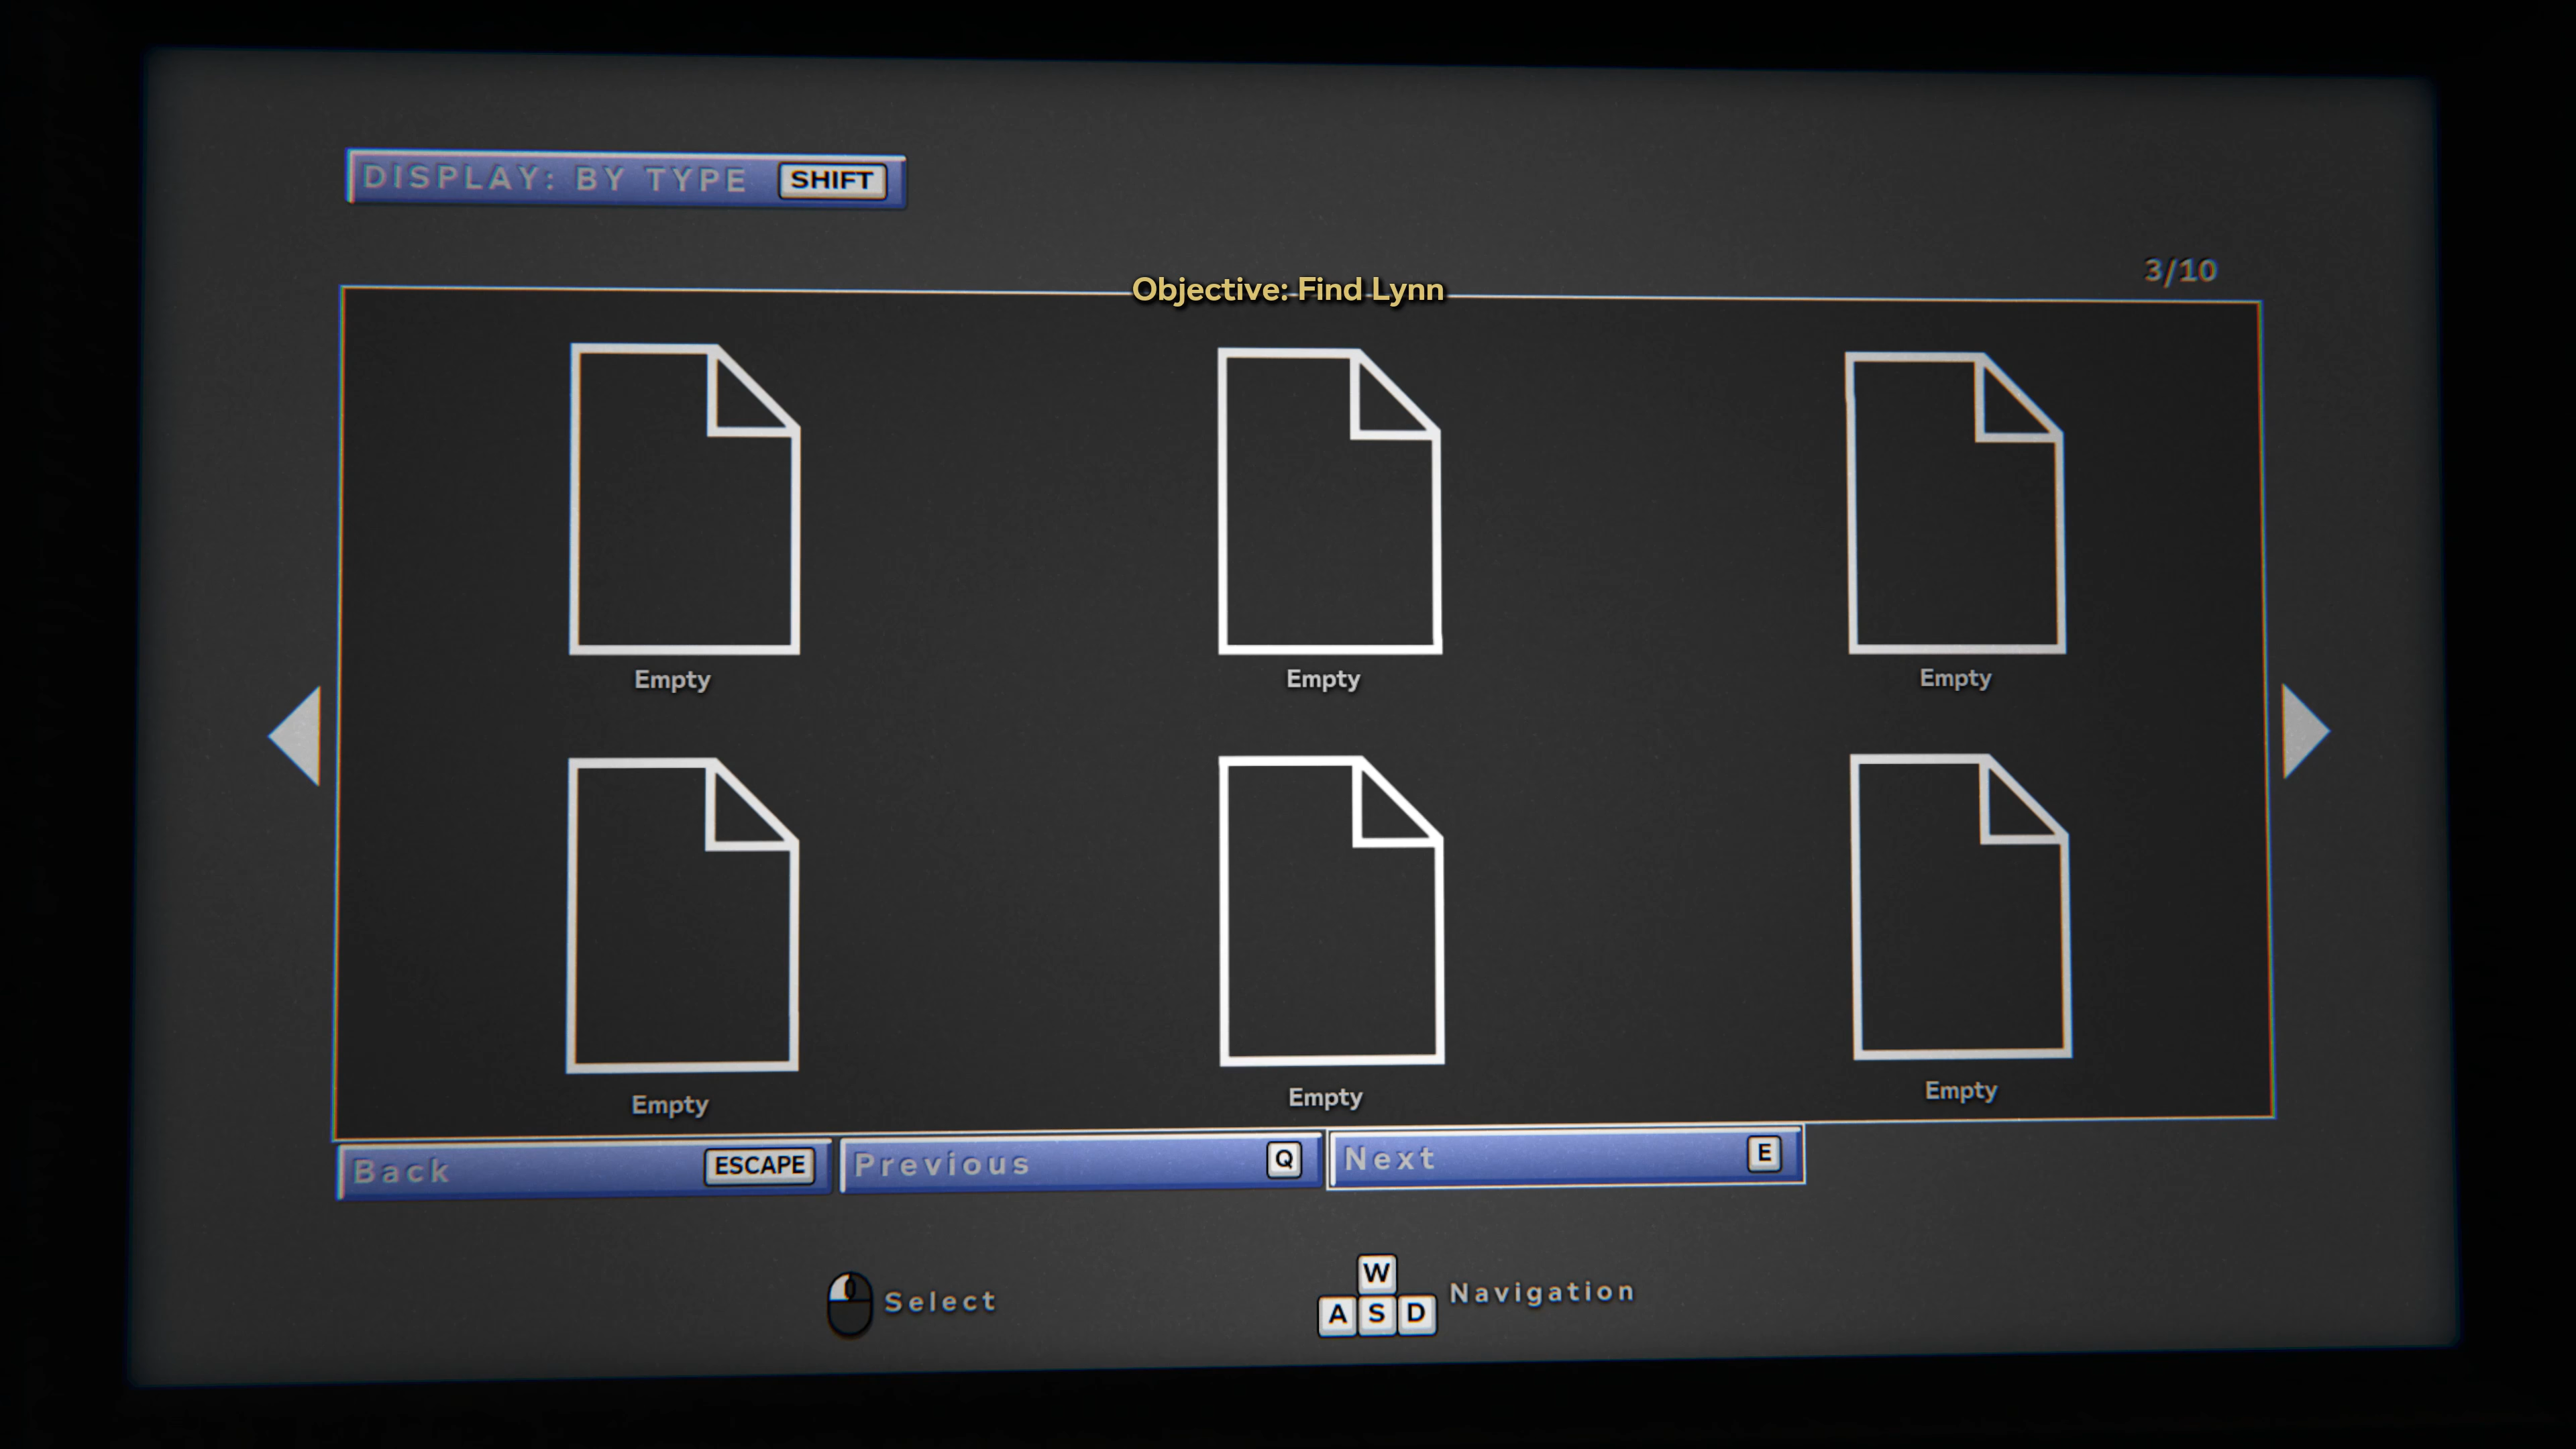 DISPLAY: BY TYPE SHIFT
3/10
Objective: Find Lynn
Empty
Empty
Empty
Empty
Empty
Empty
Back ESCAPE
Previous Q
Next E
Select
W
A S D
Navigation